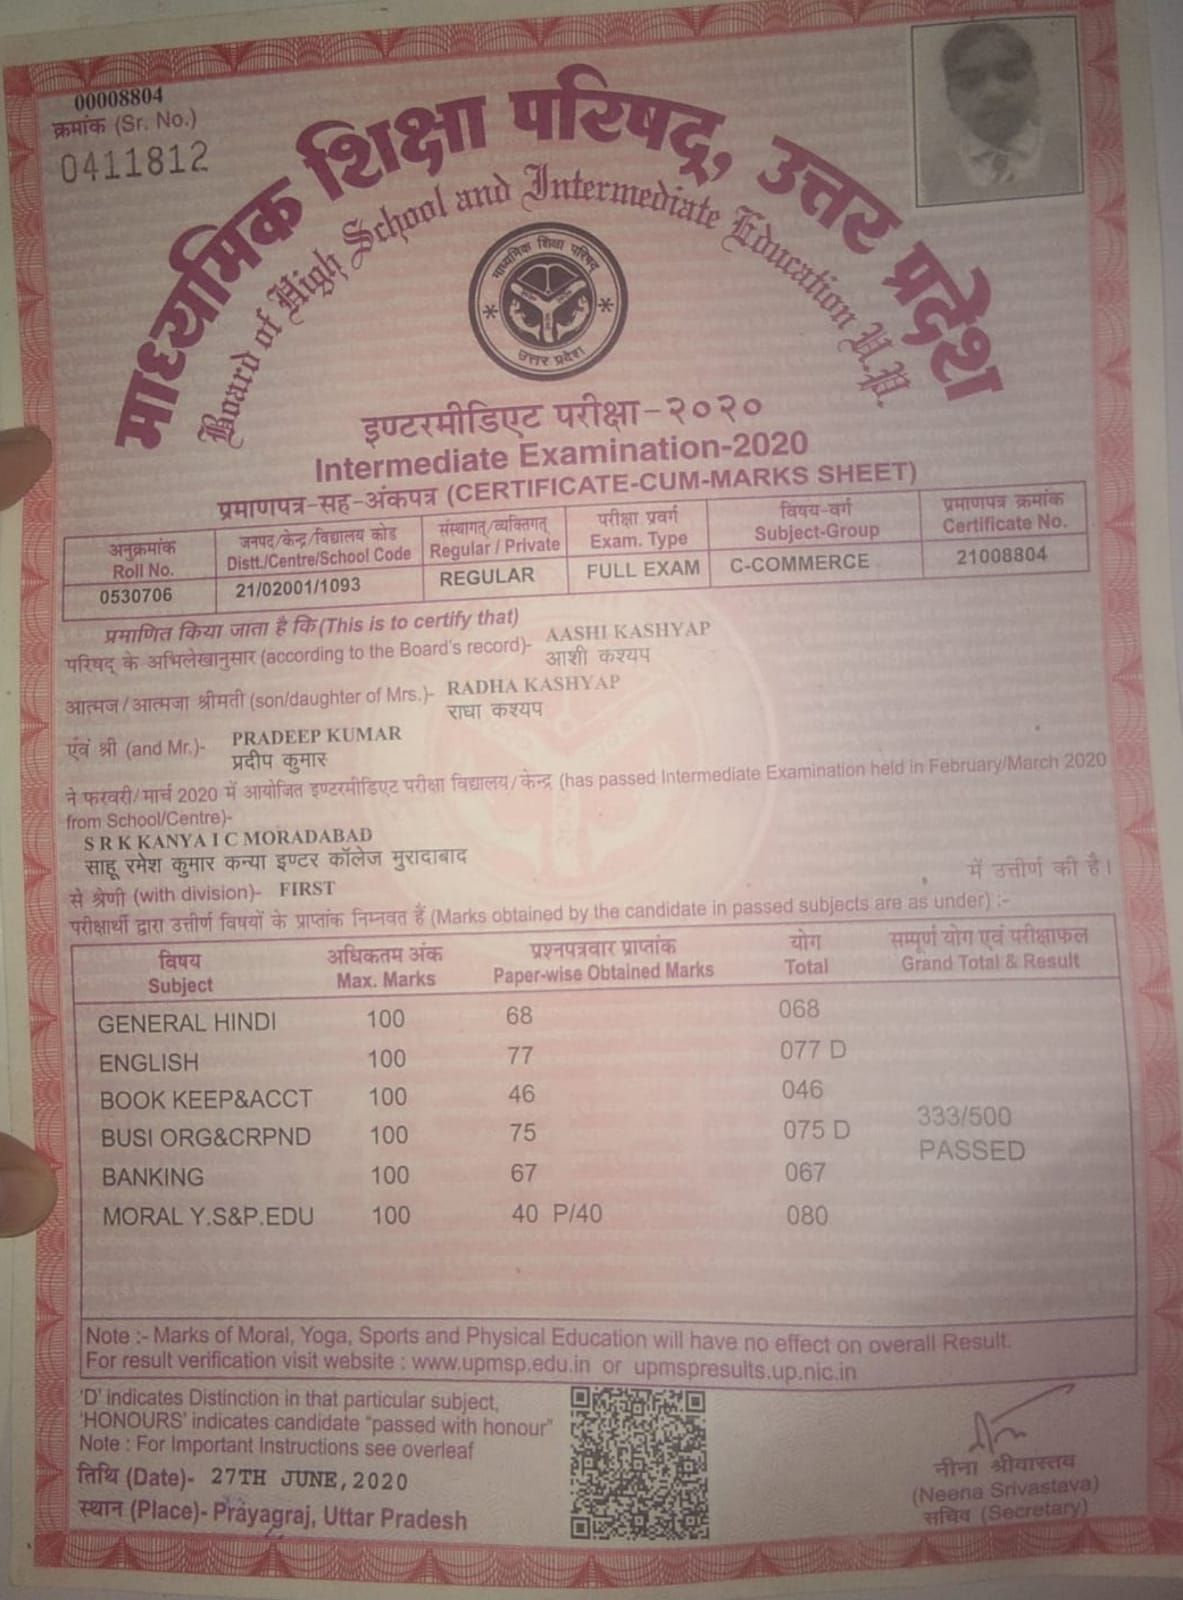 00008804
क्रमांक (Sr. No.)
0411812
माध्यमिक शिक्षा परिषद्, उत्तर प्रदेश
Board of High School and Intermediate Education U.P.
माध्यमिक शिक्षा परिषद्
उत्तर प्रदेश
इण्टरमीडिएट परीक्षा-२०२०
Intermediate Examination-2020
प्रमाणपत्र-सह-अंकपत्र (CERTIFICATE-CUM-MARKS SHEET)
अनुक्रमांक जनपद/केन्द्र/विद्यालय कोड संस्थागत्/व्यक्तिगत् परीक्षा प्रवर्ग विषय-वर्ग प्रमाणपत्र क्रमांक
Roll No. Distt./Centre/School Code Regular / Private Exam. Type Subject-Group Certificate No.
0530706 21/02001/1093 REGULAR FULL EXAM C-COMMERCE 21008804
प्रमाणित किया जाता है कि (This is to certify that)
परिषद् के अभिलेखानुसार (according to the Board's record)- AASHI KASHYAP
आशी कश्यप
आत्मज/आत्मजा श्रीमती (son/daughter of Mrs.)- RADHA KASHYAP
राधा कश्यप
एवं श्री (and Mr.)- PRADEEP KUMAR
प्रदीप कुमार
ने फरवरी/मार्च 2020 में आयोजित इण्टरमीडिएट परीक्षा विद्यालय/केन्द्र (has passed Intermediate Examination held in February/March 2020
from School/Centre)-
S R K KANYA I C MORADABAD
साहू रमेश कुमार कन्या इण्टर कॉलेज मुरादाबाद
से श्रेणी (with division)- FIRST में उत्तीर्ण की है।
परीक्षार्थी द्वारा उत्तीर्ण विषयों के प्राप्तांक निम्नवत हैं (Marks obtained by the candidate in passed subjects are as under) :-
विषय अधिकतम अंक प्रश्नपत्रवार प्राप्तांक योग सम्पूर्ण योग एवं परीक्षाफल
Subject Max. Marks Paper-wise Obtained Marks Total Grand Total & Result
GENERAL HINDI 100 68 068
ENGLISH 100 77 077 D
BOOK KEEP&ACCT 100 46 046
333/500
BUSI ORG&CRPND 100 75 075 D
PASSED
BANKING 100 67 067
MORAL Y.S&P.EDU 100 40 P/40 080
Note :- Marks of Moral, Yoga, Sports and Physical Education will have no effect on overall Result.
For result verification visit website : www.upmsp.edu.in or upmspresults.up.nic.in
'D' indicates Distinction in that particular subject,
'HONOURS' indicates candidate "passed with honour"
Note : For Important Instructions see overleaf
तिथि (Date)- 27TH JUNE, 2020
स्थान (Place)- Prayagraj, Uttar Pradesh
नीना श्रीवास्तव
(Neena Srivastava)
सचिव (Secretary)